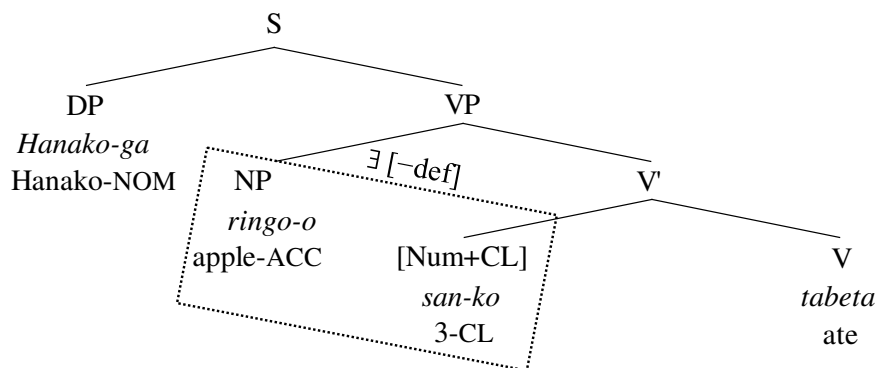 S
DP VP
Hanako-ga
Hanako-NOM
∃ [−def]
NP V'
ringo-o
apple-ACC
[Num+CL] V
san-ko tabeta
3-CL ate